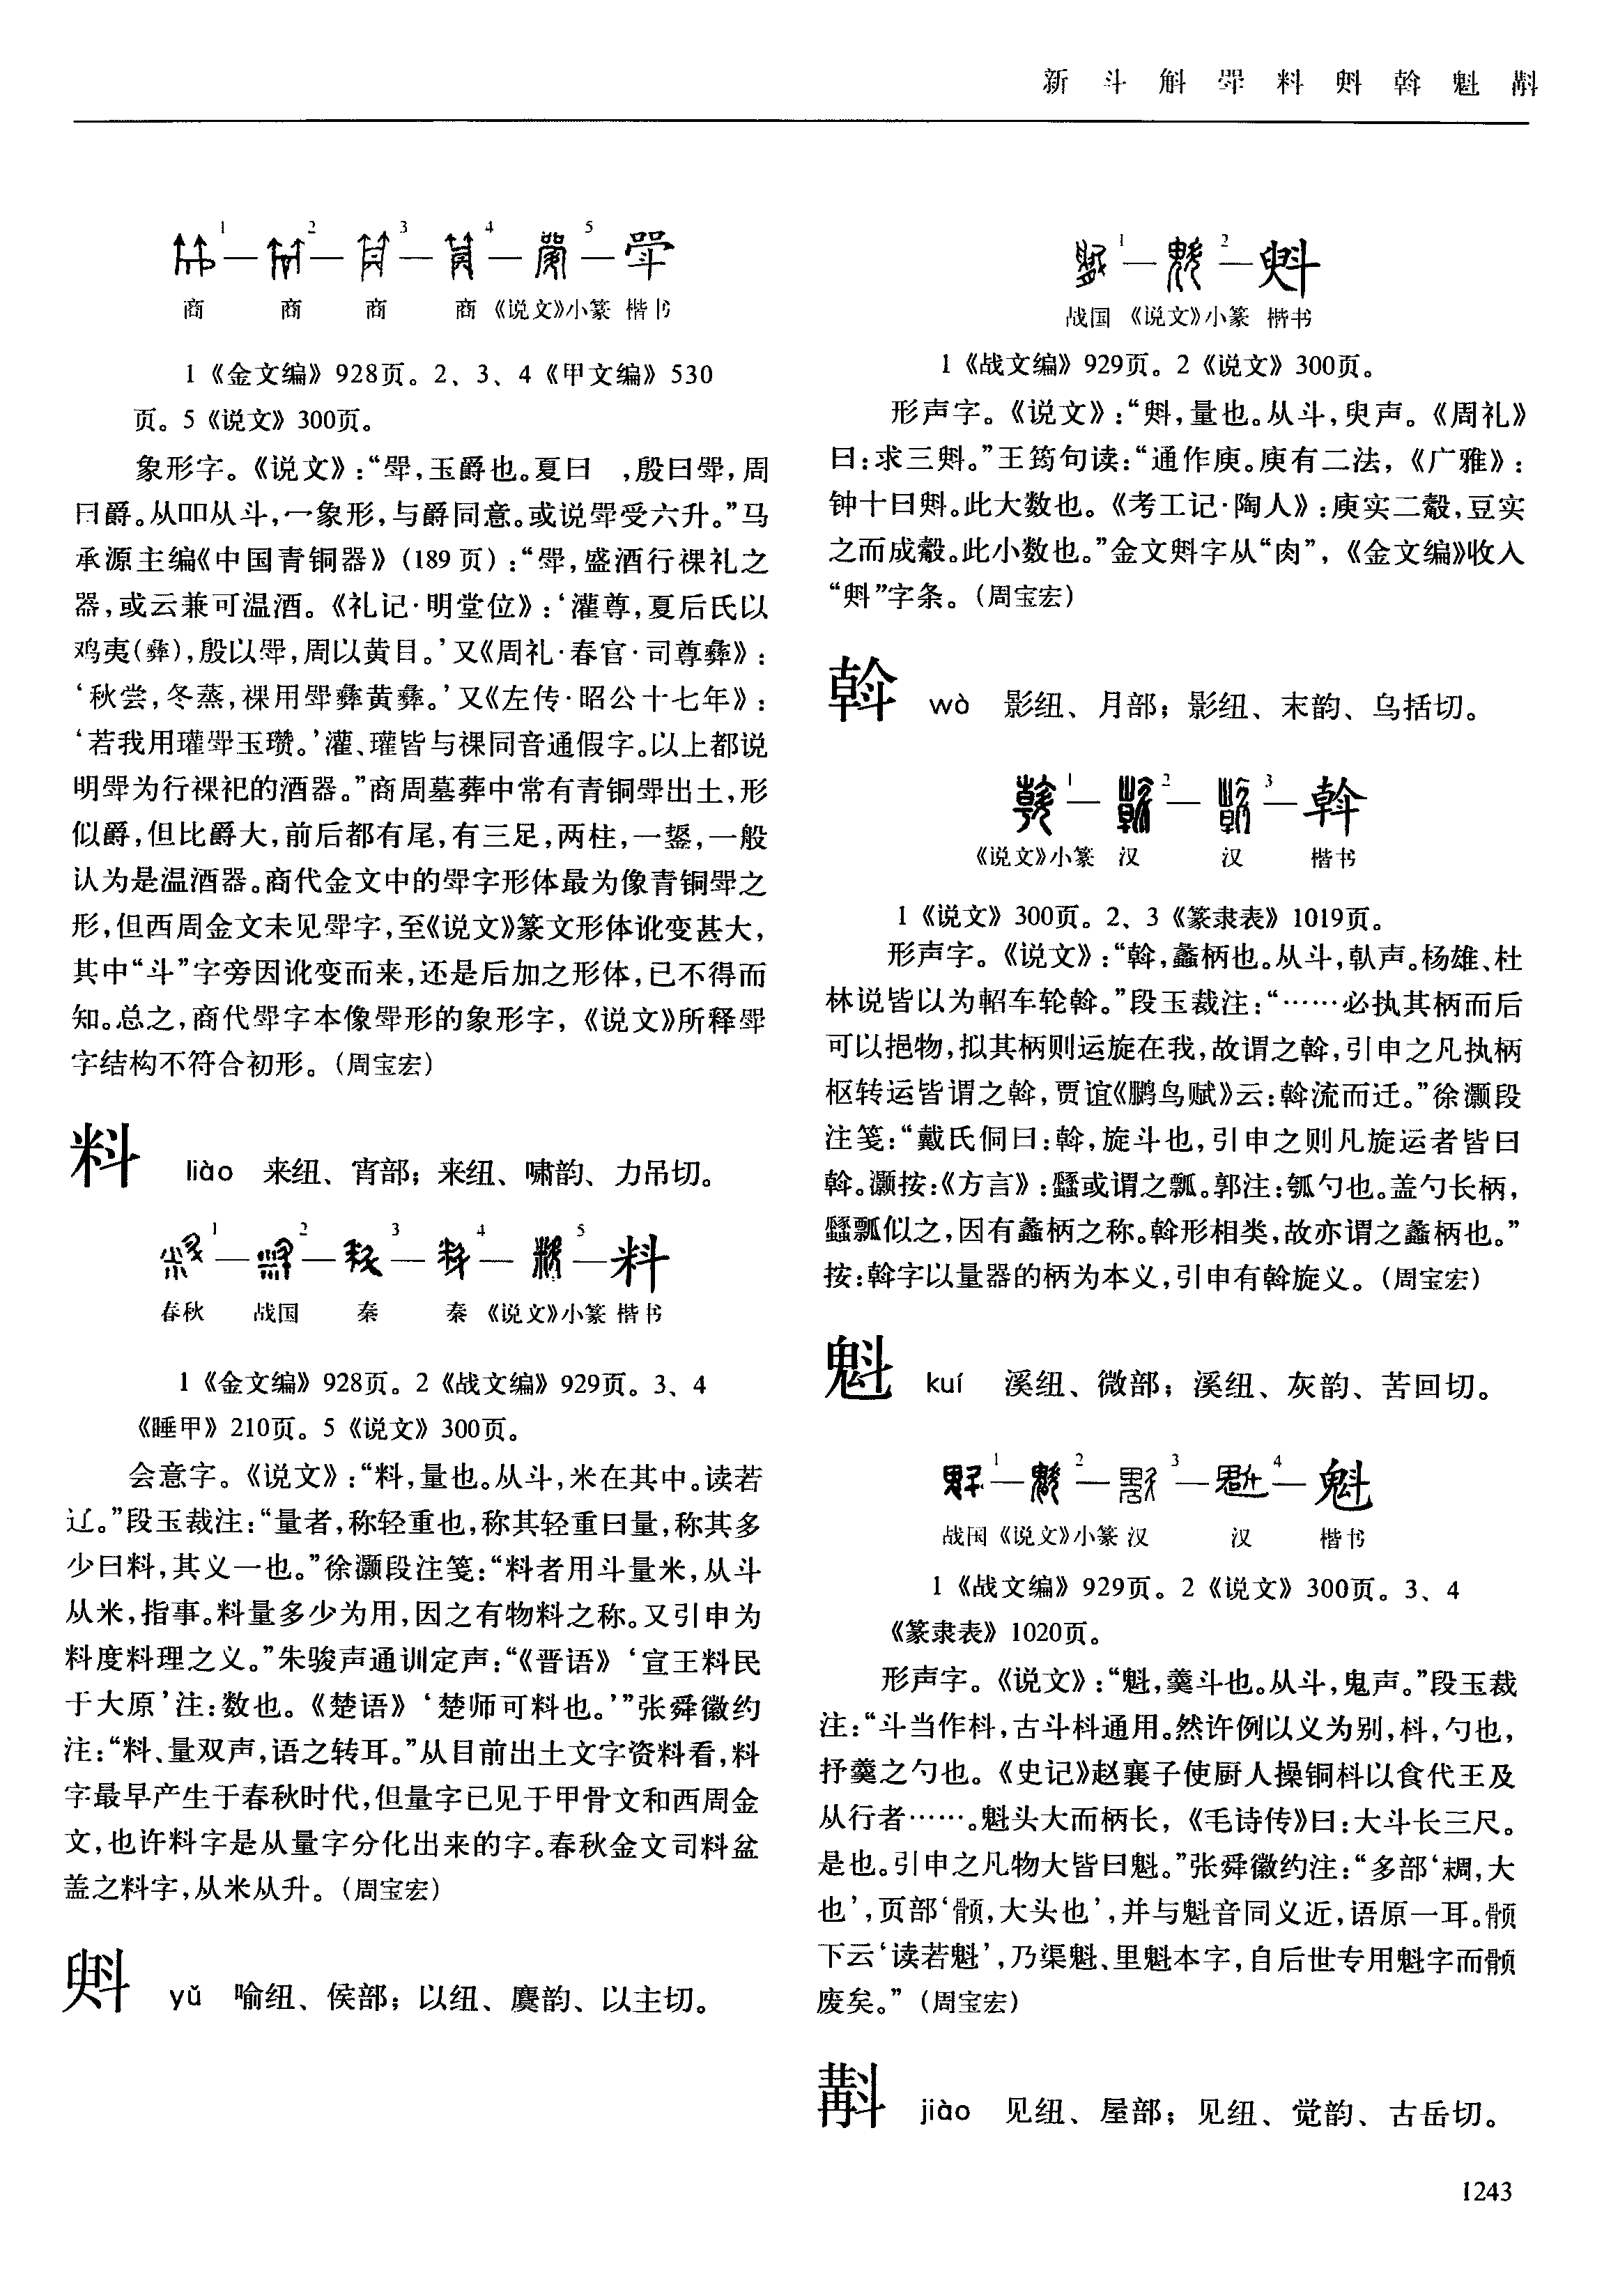 新 斗 斛 斝 料 斞 斡 魁 斠
1 2 3 4 5
斝
商 商 商 商 《说文》小篆 楷书
1《金文编》928页。2、3、4《甲文编》530
页。5《说文》300页。
象形字。《说文》:“斝,玉爵也。夏曰 ,殷曰斝,周
曰爵。从吅从斗,冖象形,与爵同意。或说斝受六升。”马
承源主编《中国青铜器》(189页):“斝,盛酒行裸礼之
器,或云兼可温酒。《礼记·明堂位》:‘灌尊,夏后氏以
鸡夷(彝),殷以斝,周以黄目。’又《周礼·春官·司尊彝》:
‘秋尝,冬蒸,祼用斝彝黄彝。’又《左传·昭公十七年》:
‘若我用瓘斝玉瓒。’灌、瓘皆与祼同音通假字。以上都说
明斝为行祼祀的酒器。”商周墓葬中常有青铜斝出土,形
似爵,但比爵大,前后都有尾,有三足,两柱,一鋬,一般
认为是温酒器。商代金文中的斝字形体最为像青铜斝之
形,但西周金文未见斝字,至《说文》篆文形体讹变甚大,
其中“斗”字旁因讹变而来,还是后加之形体,已不得而
知。总之,商代斝字本像斝形的象形字,《说文》所释斝
字结构不符合初形。(周宝宏)
料 liào 来纽、宵部;来纽、啸韵、力吊切。
1 2 3 4 5
料
春秋 战国 秦 秦 《说文》小篆 楷书
1《金文编》928页。2《战文编》929页。3、4
《睡甲》210页。5《说文》300页。
会意字。《说文》:“料,量也。从斗,米在其中。读若
辽。”段玉裁注:“量者,称轻重也,称其轻重曰量,称其多
少曰料,其义一也。”徐灏段注笺:“料者用斗量米,从斗
从米,指事。料量多少为用,因之有物料之称。又引申为
料度料理之义。”朱骏声通训定声:“《晋语》‘宣王料民
于大原’注:数也。《楚语》‘楚师可料也。’”张舜徽约
注:“料、量双声,语之转耳。”从目前出土文字资料看,料
字最早产生于春秋时代,但量字已见于甲骨文和西周金
文,也许料字是从量字分化出来的字。春秋金文司料盆
盖之料字,从米从升。(周宝宏)
斞 yǔ 喻纽、侯部;以纽、麌韵、以主切。
1 2
斞
战国 《说文》小篆 楷书
1《战文编》929页。2《说文》300页。
形声字。《说文》:“斞,量也。从斗,臾声。《周礼》
曰:求三斞。”王筠句读:“通作庾。庾有二法,《广雅》:
钟十曰斞。此大数也。《考工记·陶人》:庾实二觳,豆实
之而成觳。此小数也。”金文斞字从“肉”,《金文编》收入
“斞”字条。(周宝宏)
斡 wò 影纽、月部;影纽、末韵、乌括切。
1 2 3
斡
《说文》小篆 汉 汉 楷书
1《说文》300页。2、3《篆隶表》1019页。
形声字。《说文》:“斡,蠡柄也。从斗,倝声。杨雄、杜
林说皆以为轺车轮斡。”段玉裁注:“……必执其柄而后
可以挹物,拟其柄则运旋在我,故谓之斡,引申之凡执柄
枢转运皆谓之斡,贾谊《鹏鸟赋》云:斡流而迁。”徐灏段
注笺:“戴氏侗曰:斡,旋斗也,引申之则凡旋运者皆曰
斡。灏按:《方言》:蠡或谓之瓢。郭注:瓠勺也。盖勺长柄,
蠡瓢似之,因有蠡柄之称。斡形相类,故亦谓之蠡柄也。”
按:斡字以量器的柄为本义,引申有斡旋义。(周宝宏)
魁 kuí 溪纽、微部;溪纽、灰韵、苦回切。
1 2 3 4
魁
战国 《说文》小篆 汉 汉 楷书
1《战文编》929页。2《说文》300页。3、4
《篆隶表》1020页。
形声字。《说文》:“魁,羹斗也。从斗,鬼声。”段玉裁
注:“斗当作枓,古斗枓通用。然许例以义为别,枓,勺也,
抒羹之勺也。《史记》赵襄子使厨人操铜枓以食代王及
从行者……。魁头大而柄长,《毛诗传》曰:大斗长三尺。
是也。引申之凡物大皆曰魁。”张舜徽约注:“多部‘,大
也’,页部‘顝,大头也’,并与魁音同义近,语原一耳。顝
下云‘读若魁’,乃渠魁、里魁本字,自后世专用魁字而顝
废矣。”(周宝宏)
斠 jiào 见纽、屋部;见纽、觉韵、古岳切。
1243